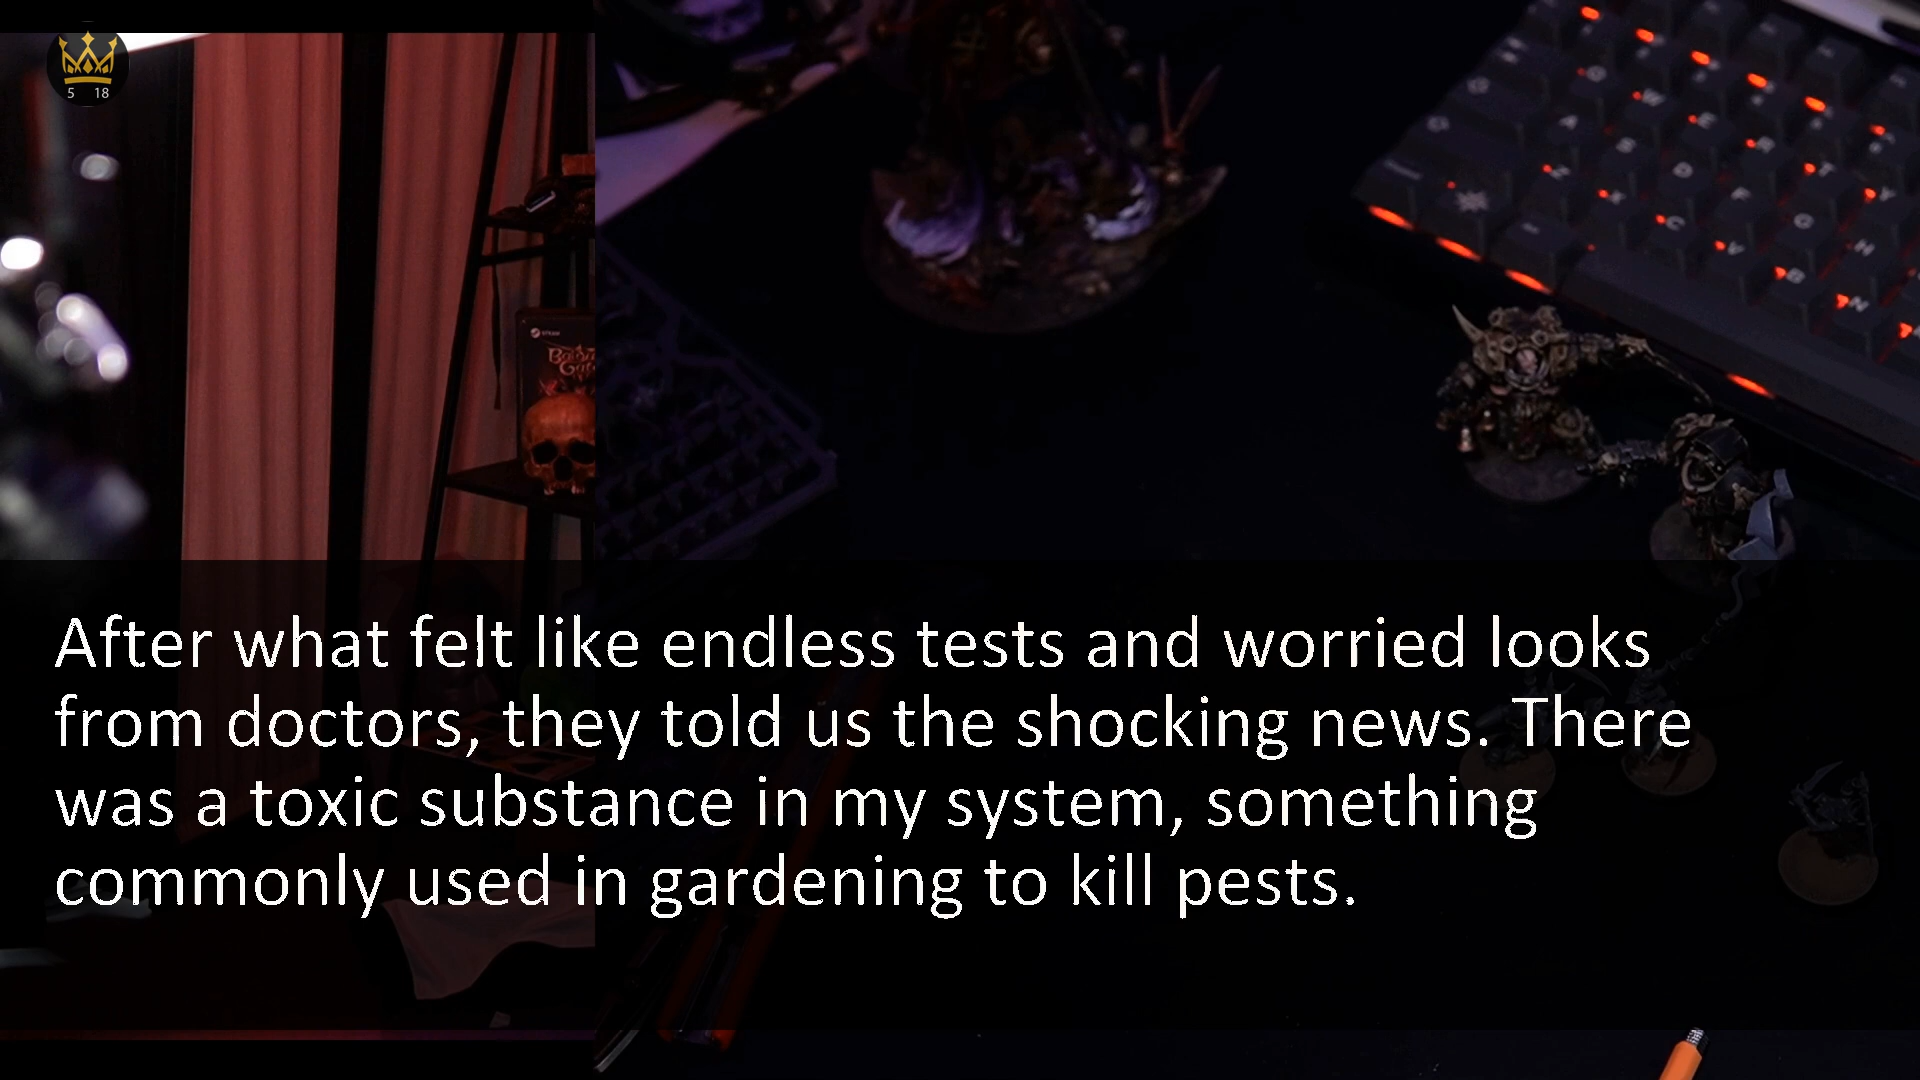 5 18
After what felt like endless tests and worried looks
from doctors, they told us the shocking news. There
was a toxic substance in my system, something
commonly used in gardening to kill pests.